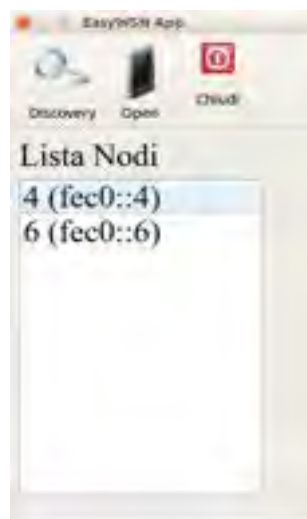 EasyWSN App
Discovery Open Chiudi
Lista Nodi
4 (fec0::4)
6 (fec0::6)